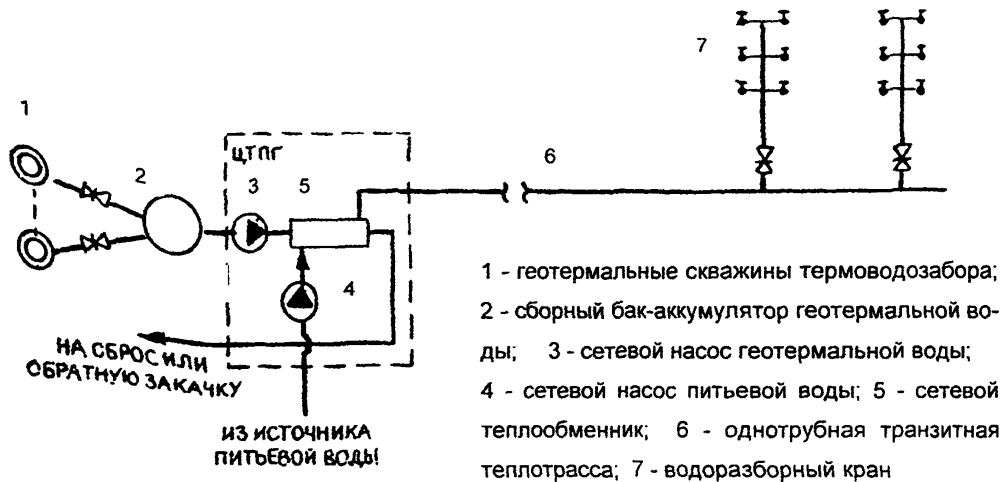 7
1
ЦТПГ
2
3
5
6
4
НА СБРОС ИЛИ
ОБРАТНУЮ ЗАКАЧКУ
ИЗ ИСТОЧНИКА
ПИТЬЕВОЙ ВОДЫ
1 - геотермальные скважины термоводозабора;
2 - сборный бак-аккумулятор геотермальной во-
ды; 3 - сетевой насос геотермальной воды;
4 - сетевой насос питьевой воды; 5 - сетевой
теплообменник; 6 - однотрубная транзитная
теплотрасса; 7 - водоразборный кран